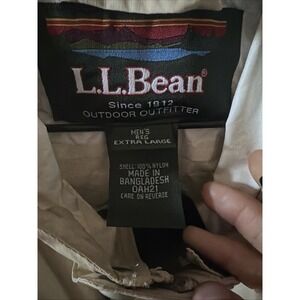 L.L.Bean®
Since 1912
OUTDOOR OUTFITTER
MEN'S
REG
EXTRA LARGE
SHELL: 100% NYLON
MADE IN
BANGLADESH
OAH21
CARE ON REVERSE